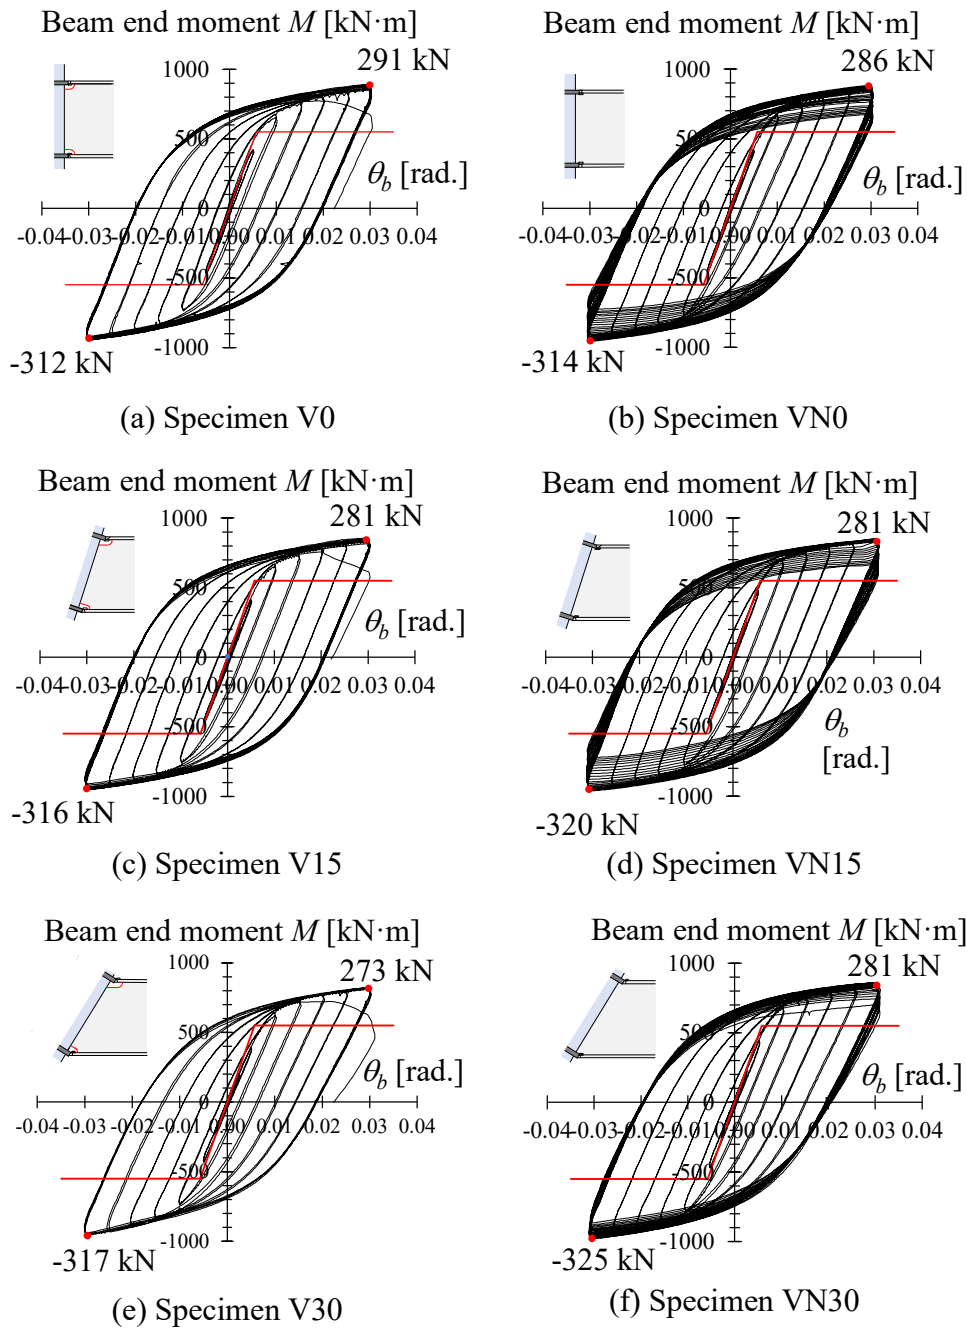 Beam end moment M [kN·m]
291 kN
1000
500
θb [rad.]
0
-0.04 -0.03 -0.02 -0.01 0.00 0.01 0.02 0.03 0.04
-500
-1000
-312 kN
(a) Specimen V0
Beam end moment M [kN·m]
286 kN
1000
500
θb [rad.]
0
-0.04 -0.03 -0.02 -0.01 0.00 0.01 0.02 0.03 0.04
-500
-1000
-314 kN
(b) Specimen VN0
Beam end moment M [kN·m]
281 kN
1000
500
θb [rad.]
0
-0.04 -0.03 -0.02 -0.01 0.00 0.01 0.02 0.03 0.04
-500
-1000
-316 kN
(c) Specimen V15
Beam end moment M [kN·m]
281 kN
1000
500
0
-0.04 -0.03 -0.02 -0.01 0.00 0.01 0.02 0.03 0.04
θb
[rad.]
-500
-1000
-320 kN
(d) Specimen VN15
Beam end moment M [kN·m]
273 kN
1000
500
θb [rad.]
0
-0.04 -0.03 -0.02 -0.01 0.00 0.01 0.02 0.03 0.04
-500
-1000
-317 kN
(e) Specimen V30
Beam end moment M [kN·m]
281 kN
1000
500
θb [rad.]
0
-0.04 -0.03 -0.02 -0.01 0.00 0.01 0.02 0.03 0.04
-500
-1000
-325 kN
(f) Specimen VN30